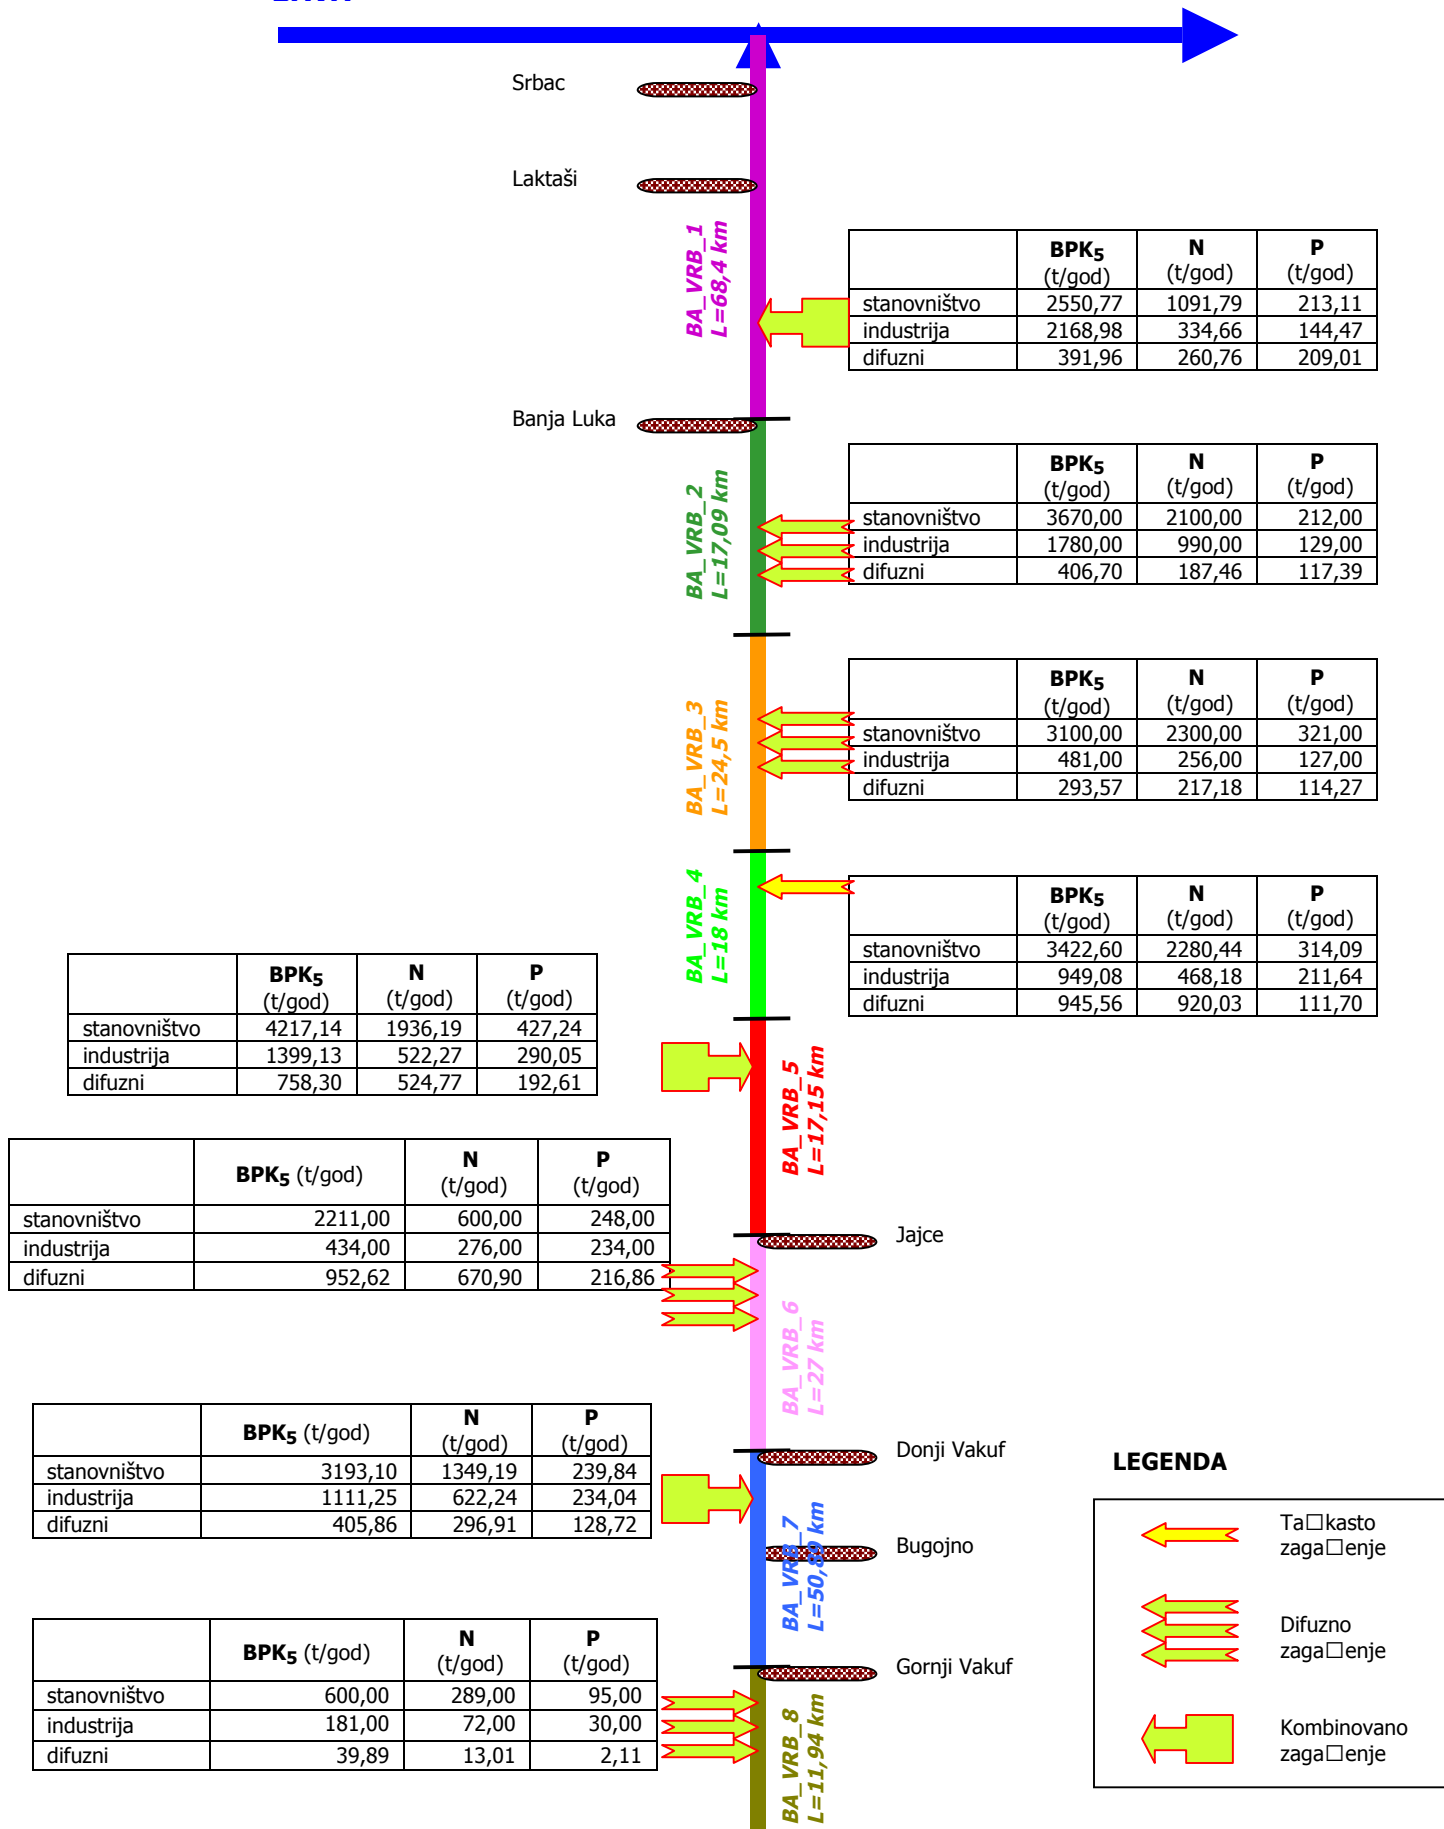 Srbac
Laktaši
BA_VRB_1
L=68,4 km
BPK5 N P
(t/god) (t/god) (t/god)
stanovništvo 2550,77 1091,79 213,11
industrija 2168,98 334,66 144,47
difuzni 391,96 260,76 209,01
Banja Luka
BA_VRB_2
L=17,09 km
BPK5 N P
(t/god) (t/god) (t/god)
stanovništvo 3670,00 2100,00 212,00
industrija 1780,00 990,00 129,00
difuzni 406,70 187,46 117,39
BA_VRB_3
L=24,5 km
BPK5 N P
(t/god) (t/god) (t/god)
stanovništvo 3100,00 2300,00 321,00
industrija 481,00 256,00 127,00
difuzni 293,57 217,18 114,27
BA_VRB_4
L=18 km
BPK5 N P
(t/god) (t/god) (t/god)
stanovništvo 3422,60 2280,44 314,09
industrija 949,08 468,18 211,64
difuzni 945,56 920,03 111,70
BPK5 N P
(t/god) (t/god) (t/god)
stanovništvo 4217,14 1936,19 427,24
industrija 1399,13 522,27 290,05
difuzni 758,30 524,77 192,61
BA_VRB_5
L=17,15 km
BPK5 (t/god) N P
(t/god) (t/god)
stanovništvo 2211,00 600,00 248,00
industrija 434,00 276,00 234,00
difuzni 952,62 670,90 216,86
Jajce
BA_VRB_6
L=27 km
BPK5 (t/god) N P
(t/god) (t/god)
stanovništvo 3193,10 1349,19 239,84
industrija 1111,25 622,24 234,04
difuzni 405,86 296,91 128,72
Donji Vakuf
BA_VRB_7
L=50,89 km
Bugojno
BPK5 (t/god) N P
(t/god) (t/god)
stanovništvo 600,00 289,00 95,00
industrija 181,00 72,00 30,00
difuzni 39,89 13,01 2,11
Gornji Vakuf
BA_VRB_8
L=11,94 km
LEGENDA
Ta□kasto
zaga□enje
Difuzno
zaga□enje
Kombinovano
zaga□enje